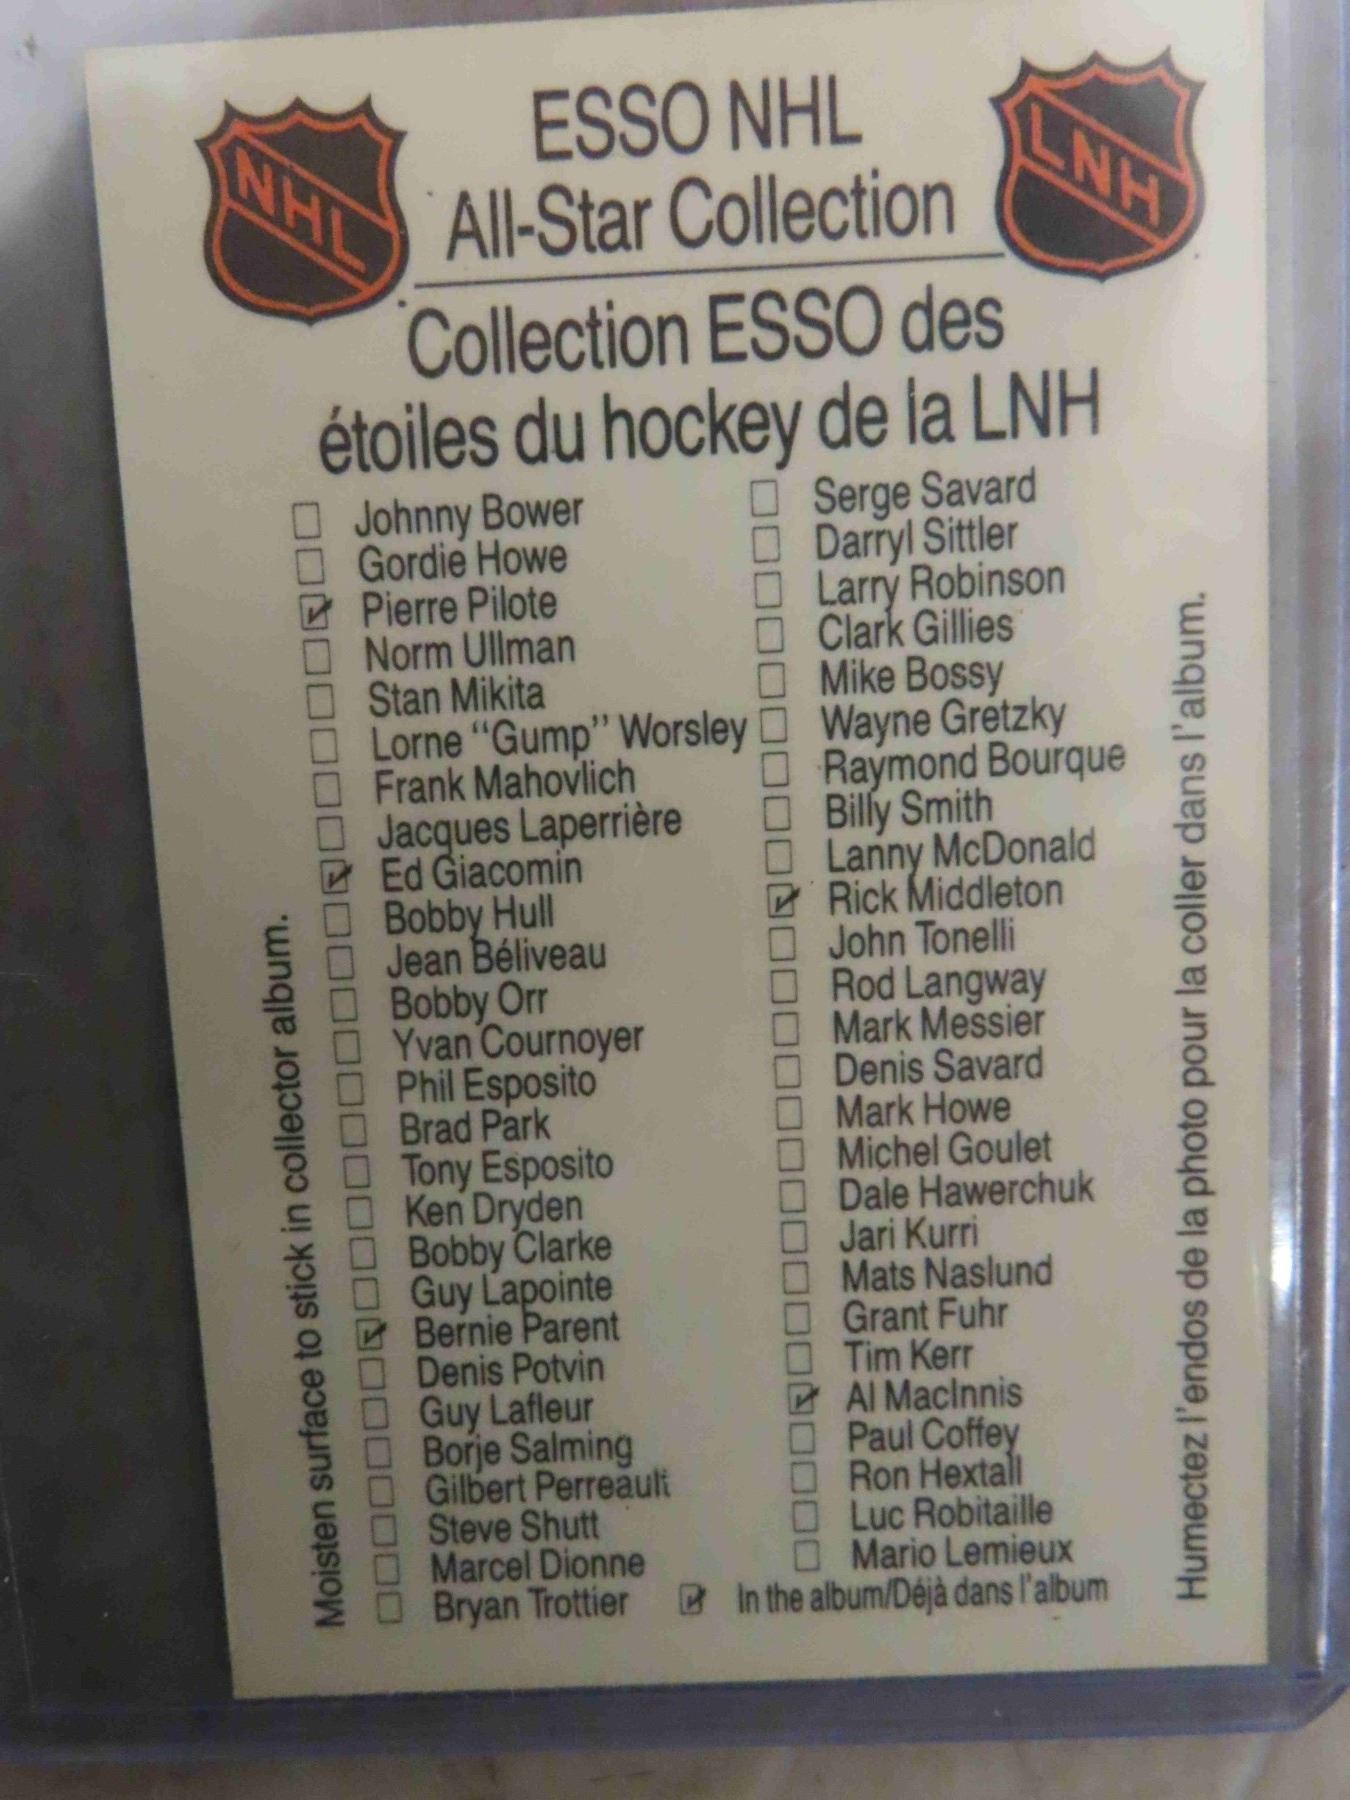 NHL
LNH
ESSO NHL
All-Star Collection
Collection ESSO des
étoiles du hockey de la LNH
Johnny Bower
Gordie Howe
Pierre Pilote
Norm Ullman
Stan Mikita
Lorne "Gump" Worsley
Frank Mahovlich
Jacques Laperrière
Ed Giacomin
Bobby Hull
Jean Béliveau
Bobby Orr
Yvan Cournoyer
Phil Esposito
Brad Park
Tony Esposito
Ken Dryden
Bobby Clarke
Guy Lapointe
Bernie Parent
Denis Potvin
Guy Lafleur
Borje Salming
Gilbert Perreault
Steve Shutt
Marcel Dionne
Bryan Trottier
Serge Savard
Darryl Sittler
Larry Robinson
Clark Gillies
Mike Bossy
Wayne Gretzky
Raymond Bourque
Billy Smith
Lanny McDonald
Rick Middleton
John Tonelli
Rod Langway
Mark Messier
Denis Savard
Mark Howe
Michel Goulet
Dale Hawerchuk
Jari Kurri
Mats Naslund
Grant Fuhr
Tim Kerr
Al MacInnis
Paul Coffey
Ron Hextall
Luc Robitaille
Mario Lemieux
In the album/Déjà dans l'album
Moisten surface to stick in collector album.
Humectez l'endos de la photo pour la coller dans l'album.